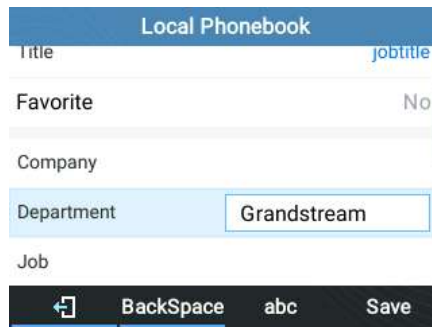 Local Phonebook
Title jobtitle
Favorite No
Company
Department Grandstream
Job
BackSpace abc Save